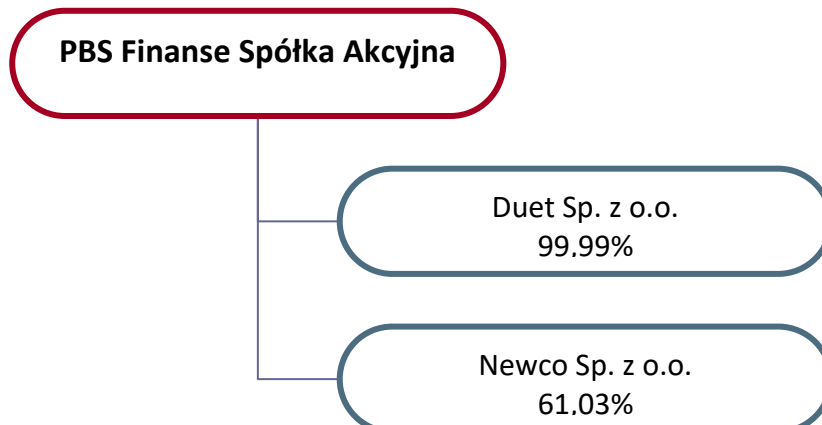 PBS Finanse Spółka Akcyjna
Duet Sp. z o.o.
99,99%
Newco Sp. z o.o.
61,03%